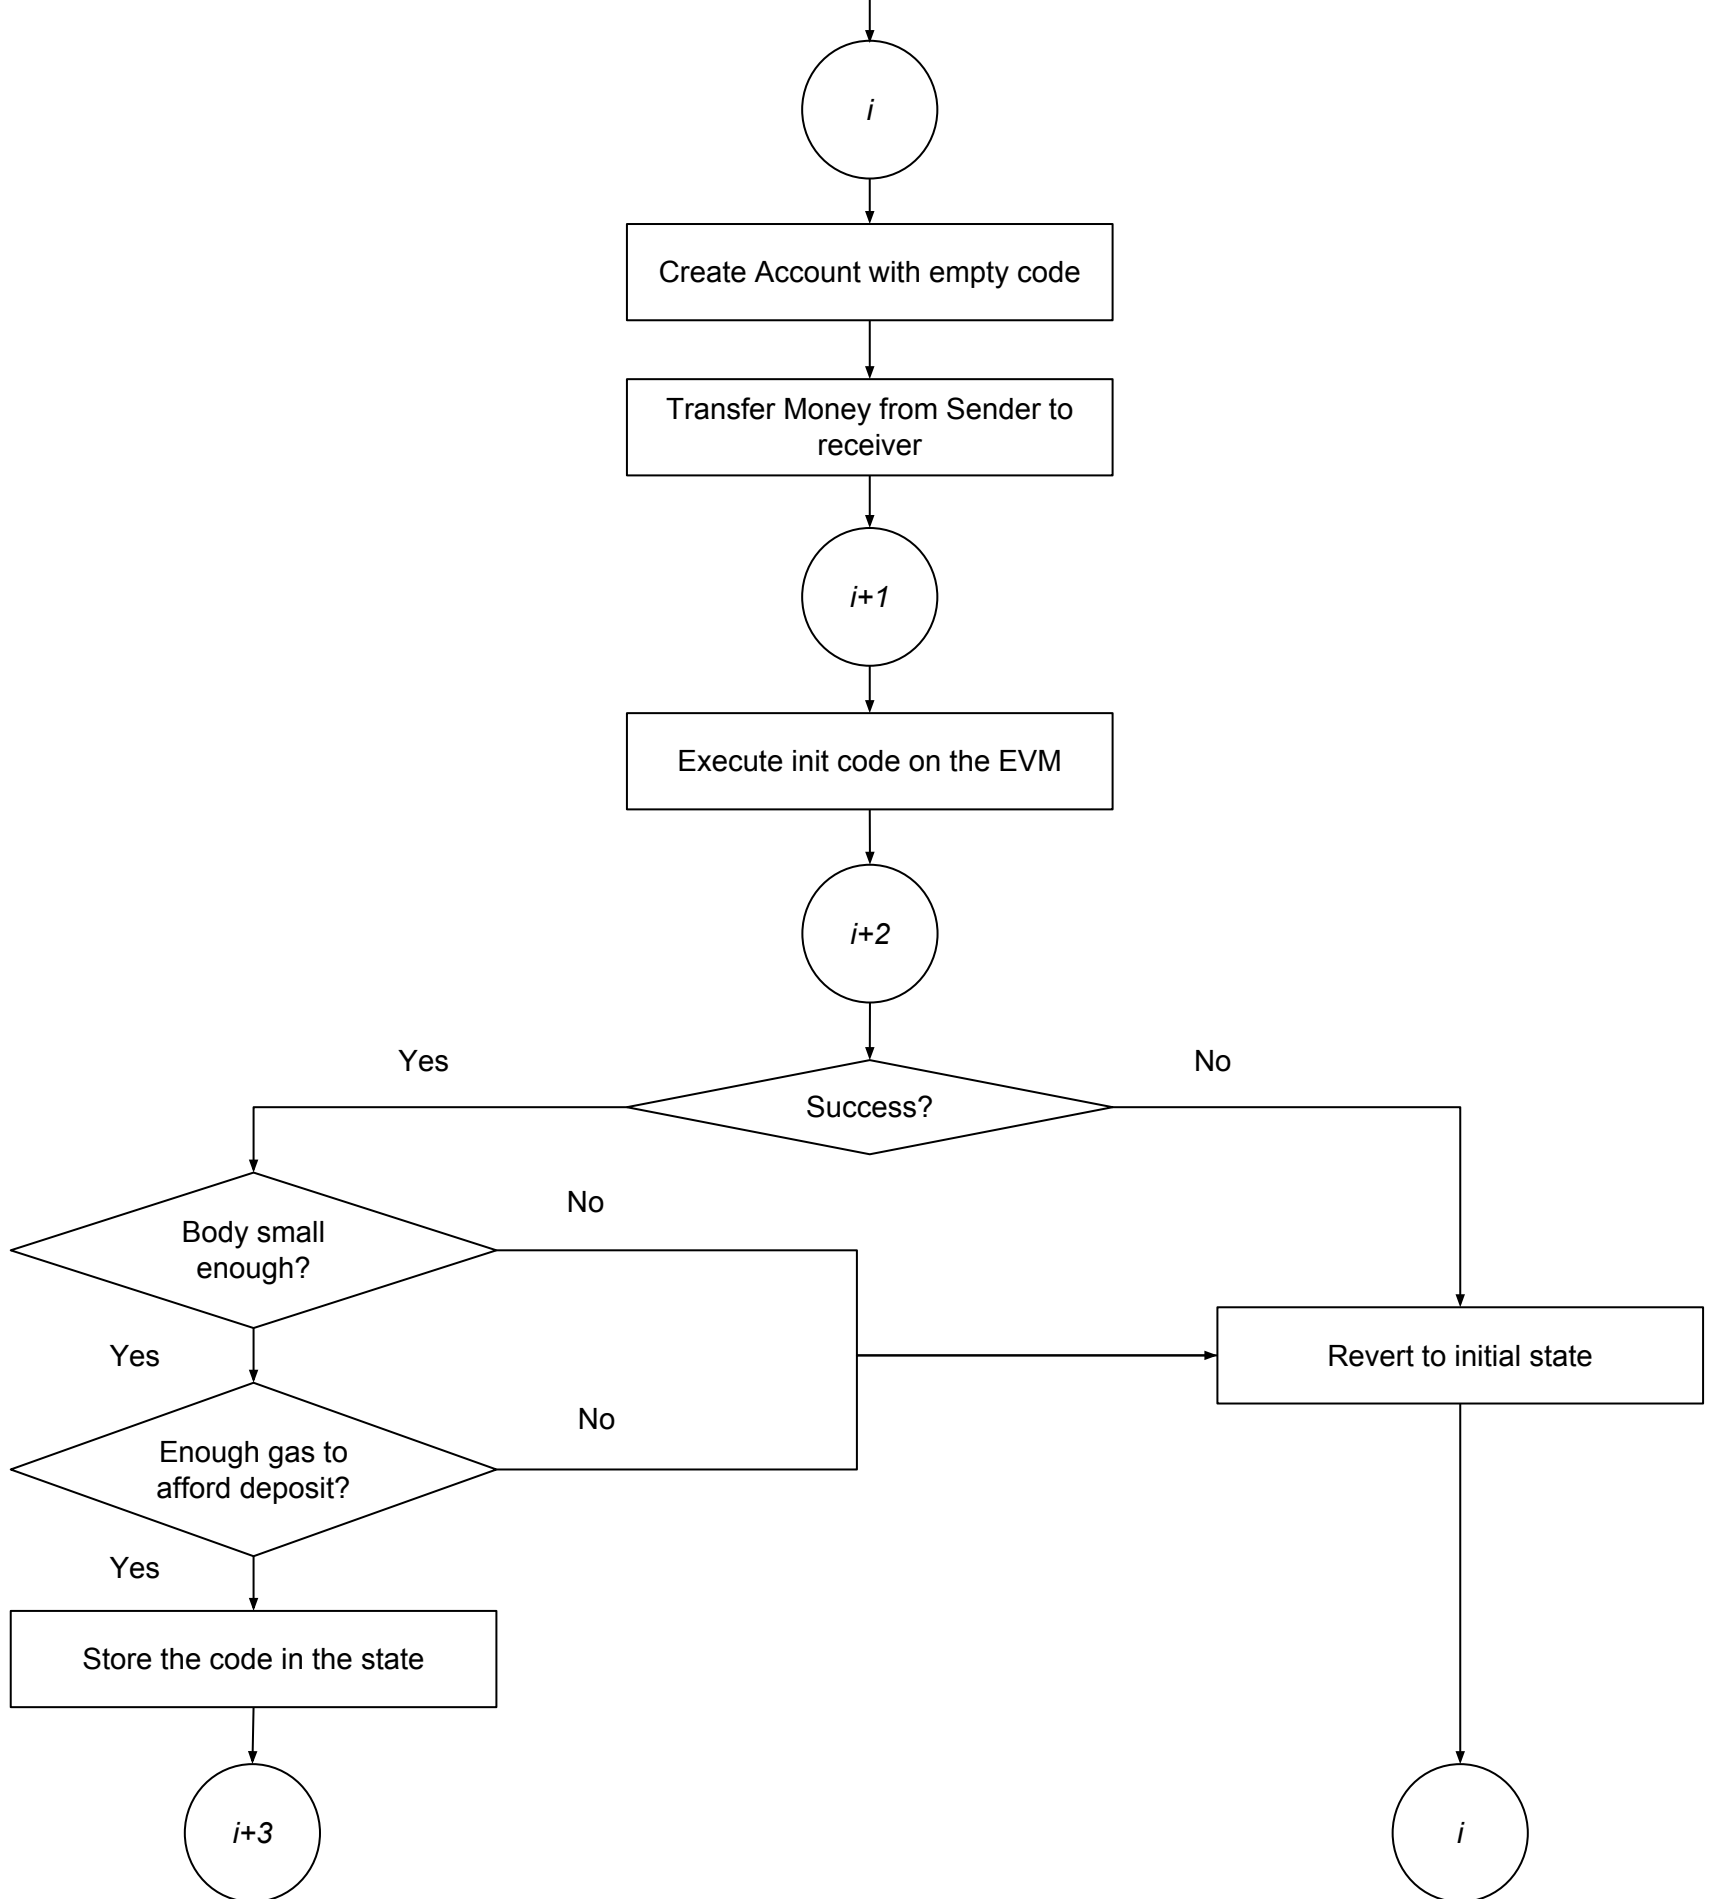 i
Create Account with empty code
Transfer Money from Sender to
receiver
i+1
Execute init code on the EVM
i+2
Yes
No
Success?
No
Body small
enough?
Yes
Revert to initial state
No
Enough gas to
afford deposit?
Yes
Store the code in the state
i+3
i